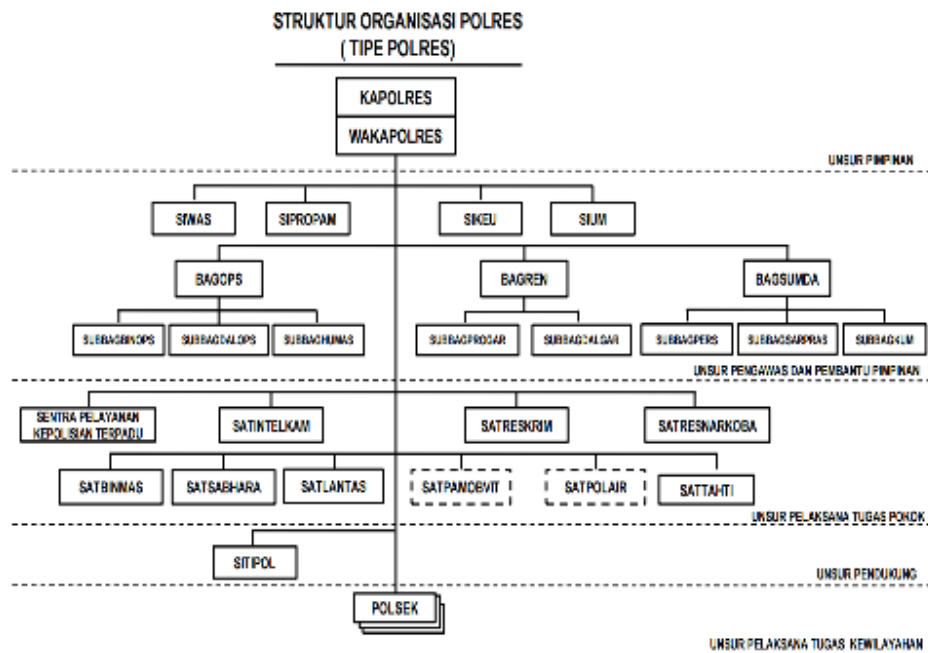 STRUKTUR ORGANISASI POLRES
( TIPE POLRES)
KAPOLRES
WAKAPOLRES
UNSUR PIMPINAN
SIWAS
SIPROPAM
SIKEU
SIUM
BAGOPS
BAGREN
BAGSUMDA
SUBBAGBINOPS
SUBBAGDALOPS
SUBBAGHUMAS
SUBBAGPROGAR
SUBBAGDALGAR
SUBBAGPERS
SUBBAGSARPRAS
SUBBAGKUM
UNSUR PENGAWAS DAN PEMBANTU PIMPINAN
SENTRA PELAYANAN
KEPOLISIAN TERPADU
SATINTELKAM
SATRESKRIM
SATRESNARKOBA
SATBINMAS
SATSABHARA
SATLANTAS
SATPAMOBVIT
SATPOLAIR
SATTAHTI
UNSUR PELAKSANA TUGAS POKOK
SITIPOL
UNSUR PENDUKUNG
POLSEK
UNSUR PELAKSANA TUGAS KEWILAYAHAN